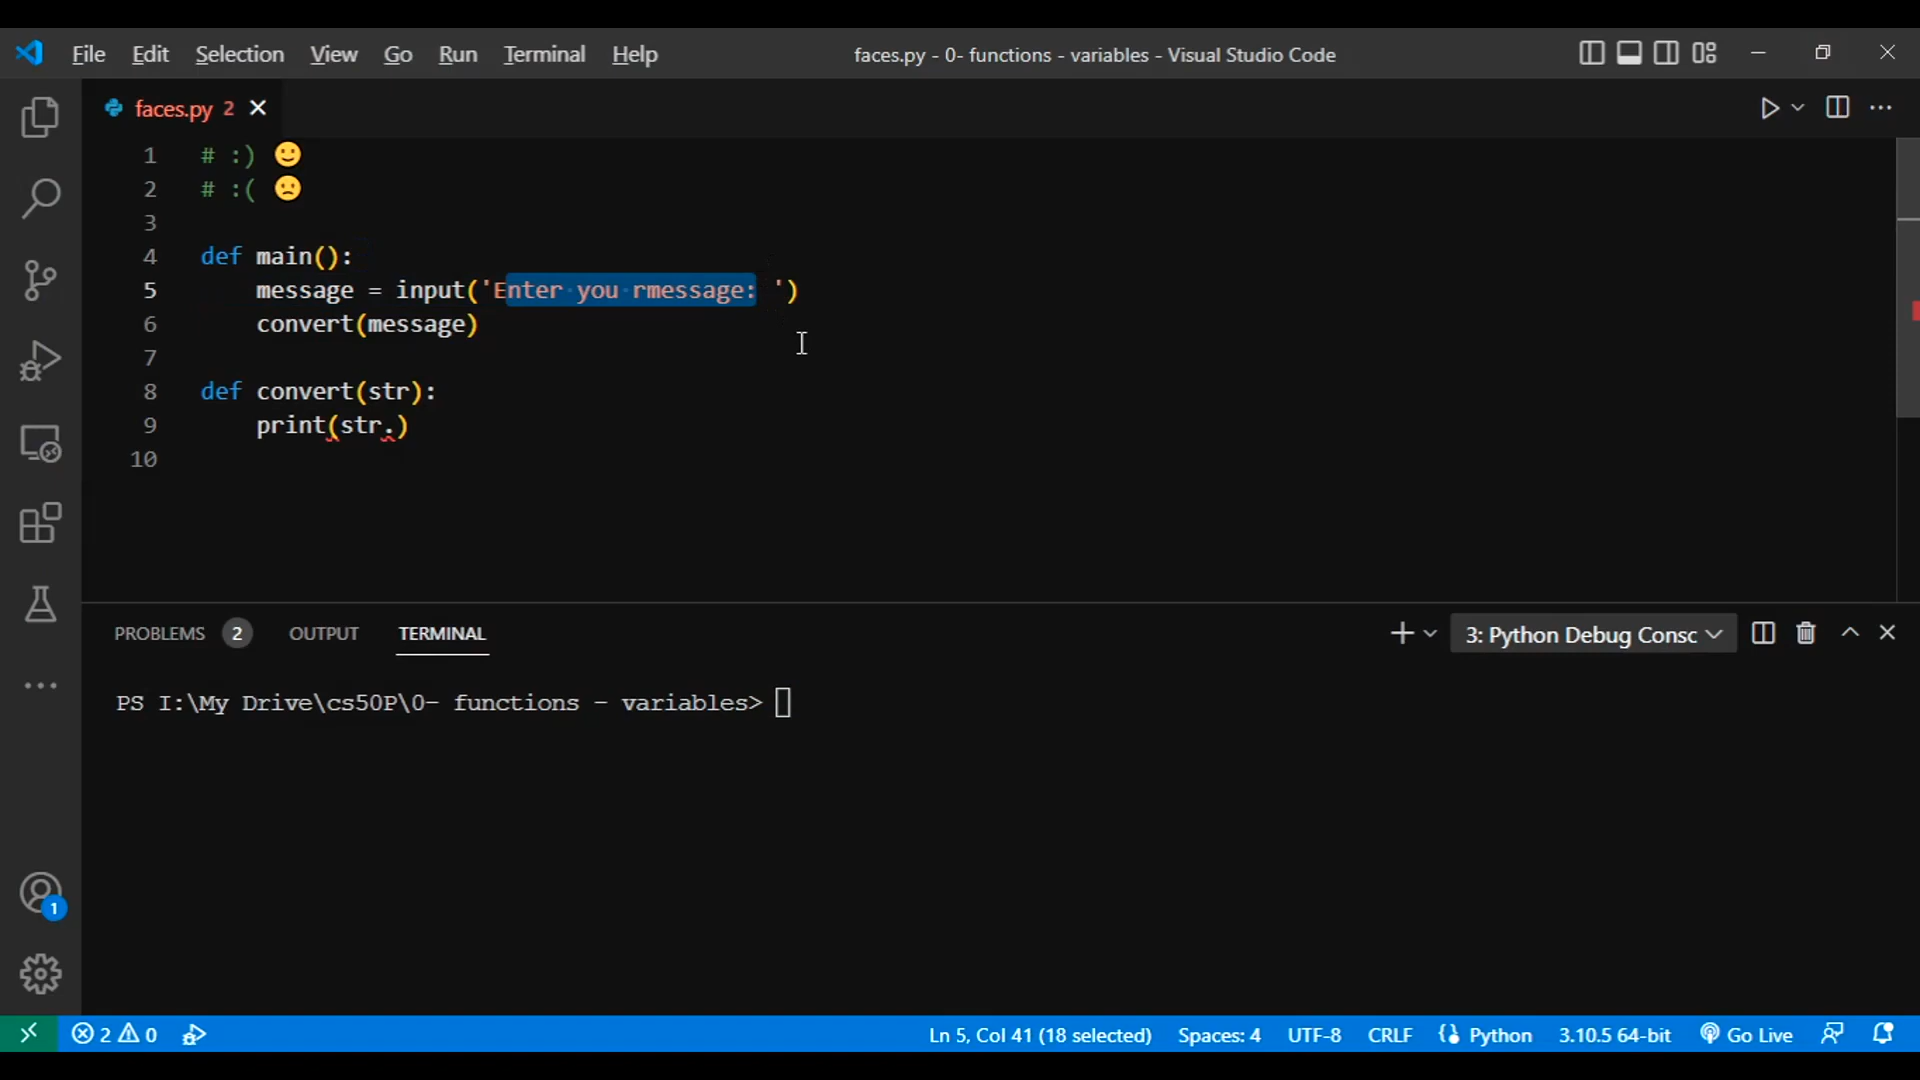 File Edit Selection View Go Run Terminal Help faces.py - 0- functions - variables - Visual Studio Code
faces.py 2
1 # :) 🙂
2 # :( 🙁
3
4 def main():
5 message = input('Enter you rmessage: ')
6 convert(message)
7
8 def convert(str):
9 print(str.)
10
PROBLEMS 2 OUTPUT TERMINAL 3: Python Debug Consc
PS I:\My Drive\cs50P\0- functions - variables>
1
2 0 Ln 5, Col 41 (18 selected) Spaces: 4 UTF-8 CRLF Python 3.10.5 64-bit Go Live